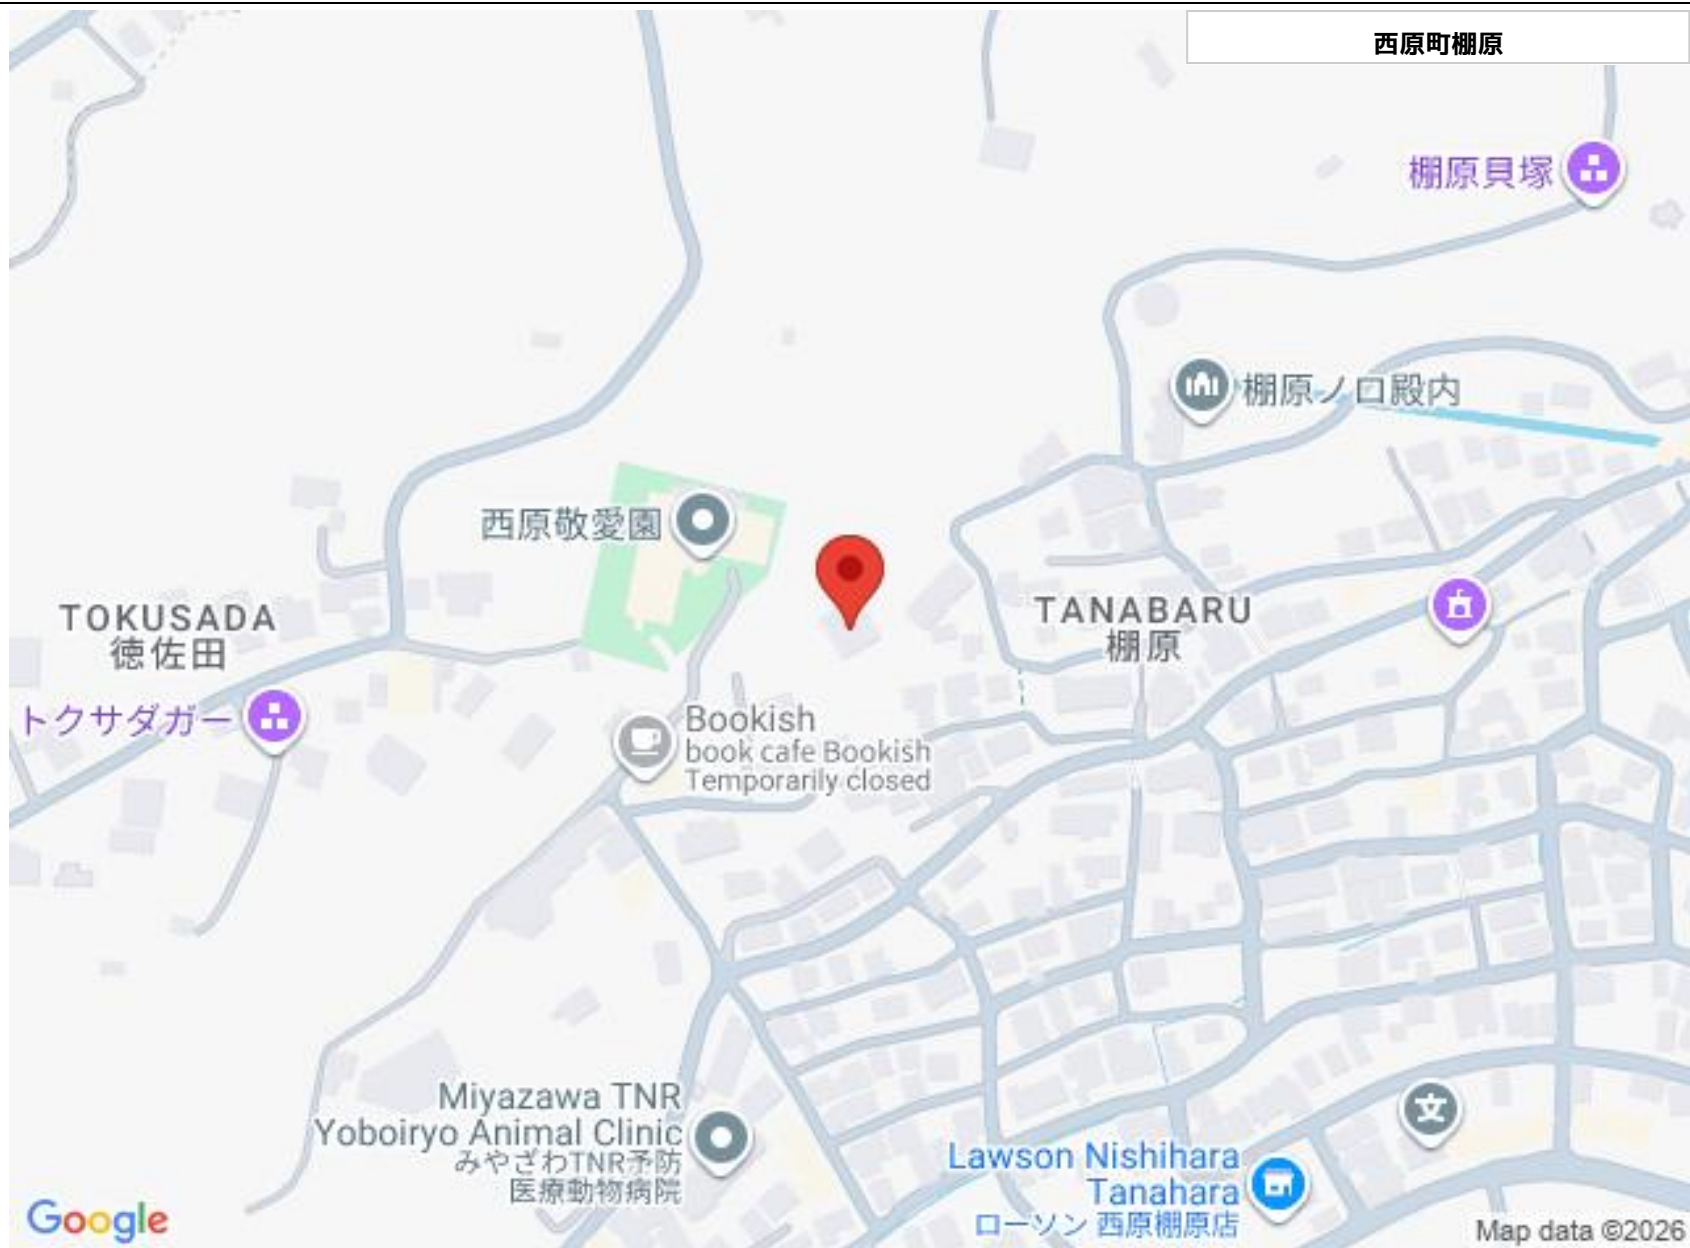 西原町棚原
棚原貝塚
棚原ノロ殿内
西原敬愛園
TOKUSADA
徳佐田
TANABARU
棚原
トクサダガー
Bookish
book cafe Bookish
Temporarily closed
Miyazawa TNR
Yoboiryo Animal Clinic
みやざわTNR予防
医療動物病院
Lawson Nishihara
Tanahara
ローソン 西原棚原店
文
Google
Map data ©2026